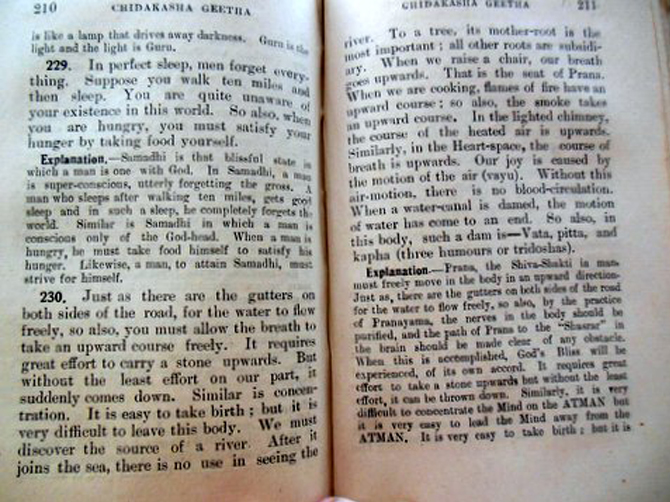 210 CHIDAKASHA GEETHA
is like a lamp that drives away darkness. Guru is the
light and the light is Guru.
229. In perfect sleep, men forget every-
thing. Suppose you walk ten miles and
then sleep. You are quite unaware of
your existence in this world. So also, when
you are hungry, you must satisfy your
hunger by taking food yourself.
Explanation.—Samadhi is that blissful state in
which a man is one with God. In Samadhi, a man
is super-conscious, utterly forgetting the gross. A
man who sleeps after walking ten miles, gets good
sleep and in such a sleep, he completely forgets the
world. Similar is Samadhi in which a man is
conscious only of the God-head. When a man is
hungry, he must take food himself to satisfy his
hunger. Likewise, a man, to attain Samadhi, must
strive for himself.
230. Just as there are the gutters on
both sides of the road, for the water to flow
freely, so also, you must allow the breath to
take an upward course freely. It requires
great effort to carry a stone upwards. But
without the least effort on our part, it
suddenly comes down. Similar is concen-
tration. It is easy to take birth; but it is
very difficult to leave this body. We must
discover the source of a river. After it
joins the sea, there is no use in seeing the
CHIDAKASHA GEETHA 211
river. To a tree, its mother-root is the
most important; all other roots are subsidi-
ary. When we raise a chair, our breath
goes upwards. That is the seat of Prana.
When we are cooking, flames of fire have an
upward course; so also, the smoke takes
an upward course. In the lighted chimney,
the course of the heated air is upwards.
Similarly, in the Heart-space, the course of
breath is upwards. Our joy is caused by
the motion of the air (vayu). Without this
air-motion, there is no blood-circulation.
When a water-canal is damed, the motion
of water has come to an end. So also, in
this body, such a dam is—Vata, pitta, and
kapha (three humours or tridoshas).
Explanation—Prana, the Shiva-Shakti in man
must freely move in the body in an upward direction-
Just as, there are the gutters on both sides of the road
for the water to flow freely, so also, by the practice
of Pranayama, the nerves in the body should be
purified, and the path of Prana to the "Shasrar" in
the brain should be made clear of any obstacle.
When this is accomplished, God's Bliss will be
experienced, of its own accord. It requires great
effort to take a stone upwards but without the least
effort, it can be thrown down. Similarly, it is very
difficult to concentrate the Mind on the ATMAN but
it is very easy to lead the Mind away from the
ATMAN. It is very easy to take birth; but it is